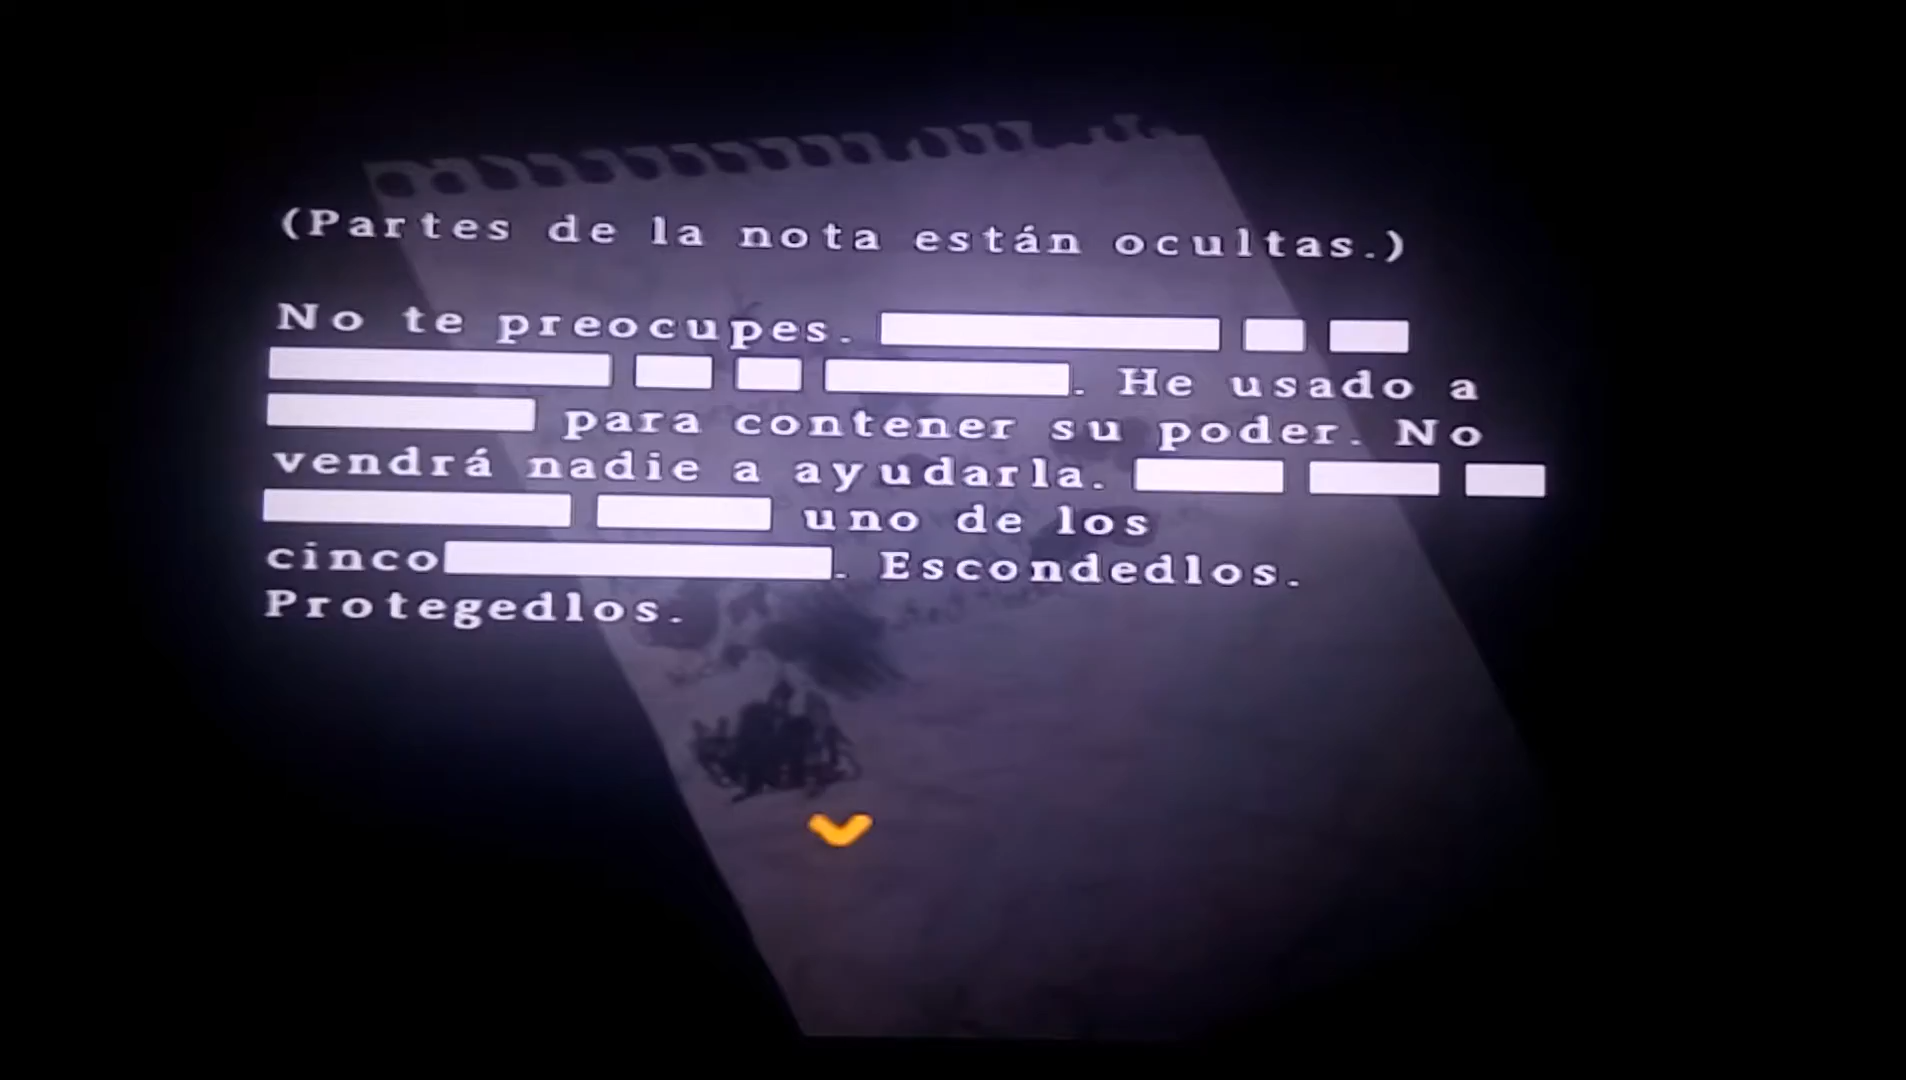 (Partes de la nota están ocultas.)
No te preocupes.
. He usado a
para contener su poder. No
vendrá nadie a ayudarla.
uno de los
cinco . Escondedlos.
Protegedlos.